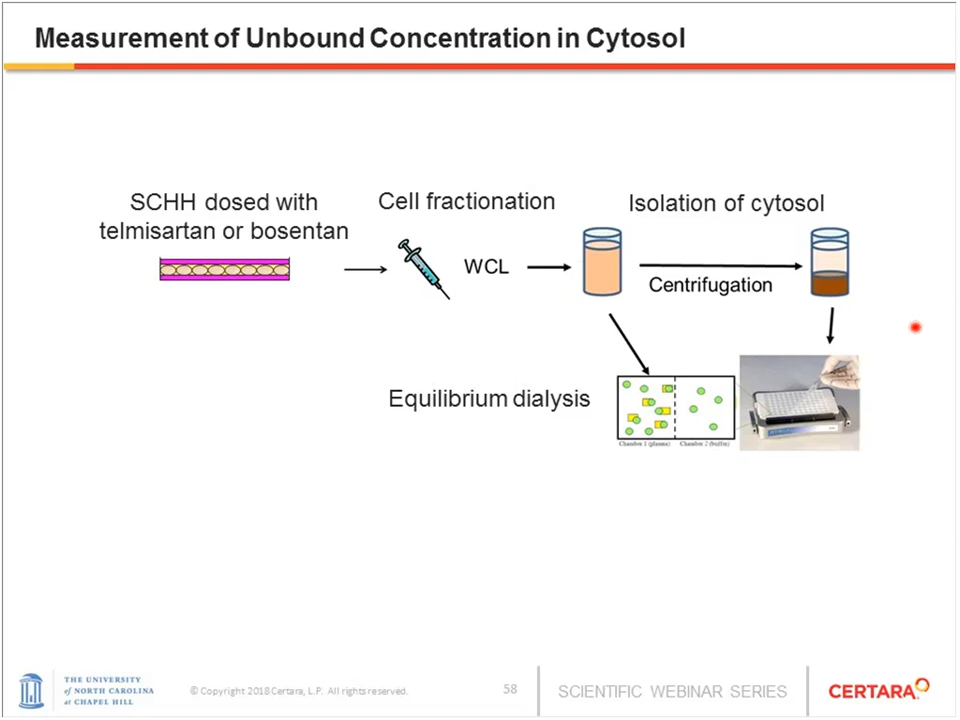 Measurement of Unbound Concentration in Cytosol
SCHH dosed with
telmisartan or bosentan
Cell fractionation
WCL
Isolation of cytosol
Centrifugation
Equilibrium dialysis
Chamber 1 (plasma)
Chamber 2 (buffer)
THE UNIVERSITY
of NORTH CAROLINA
at CHAPEL HILL
© Copyright 2018 Certara, L.P. All rights reserved.
58
SCIENTIFIC WEBINAR SERIES
CERTARA